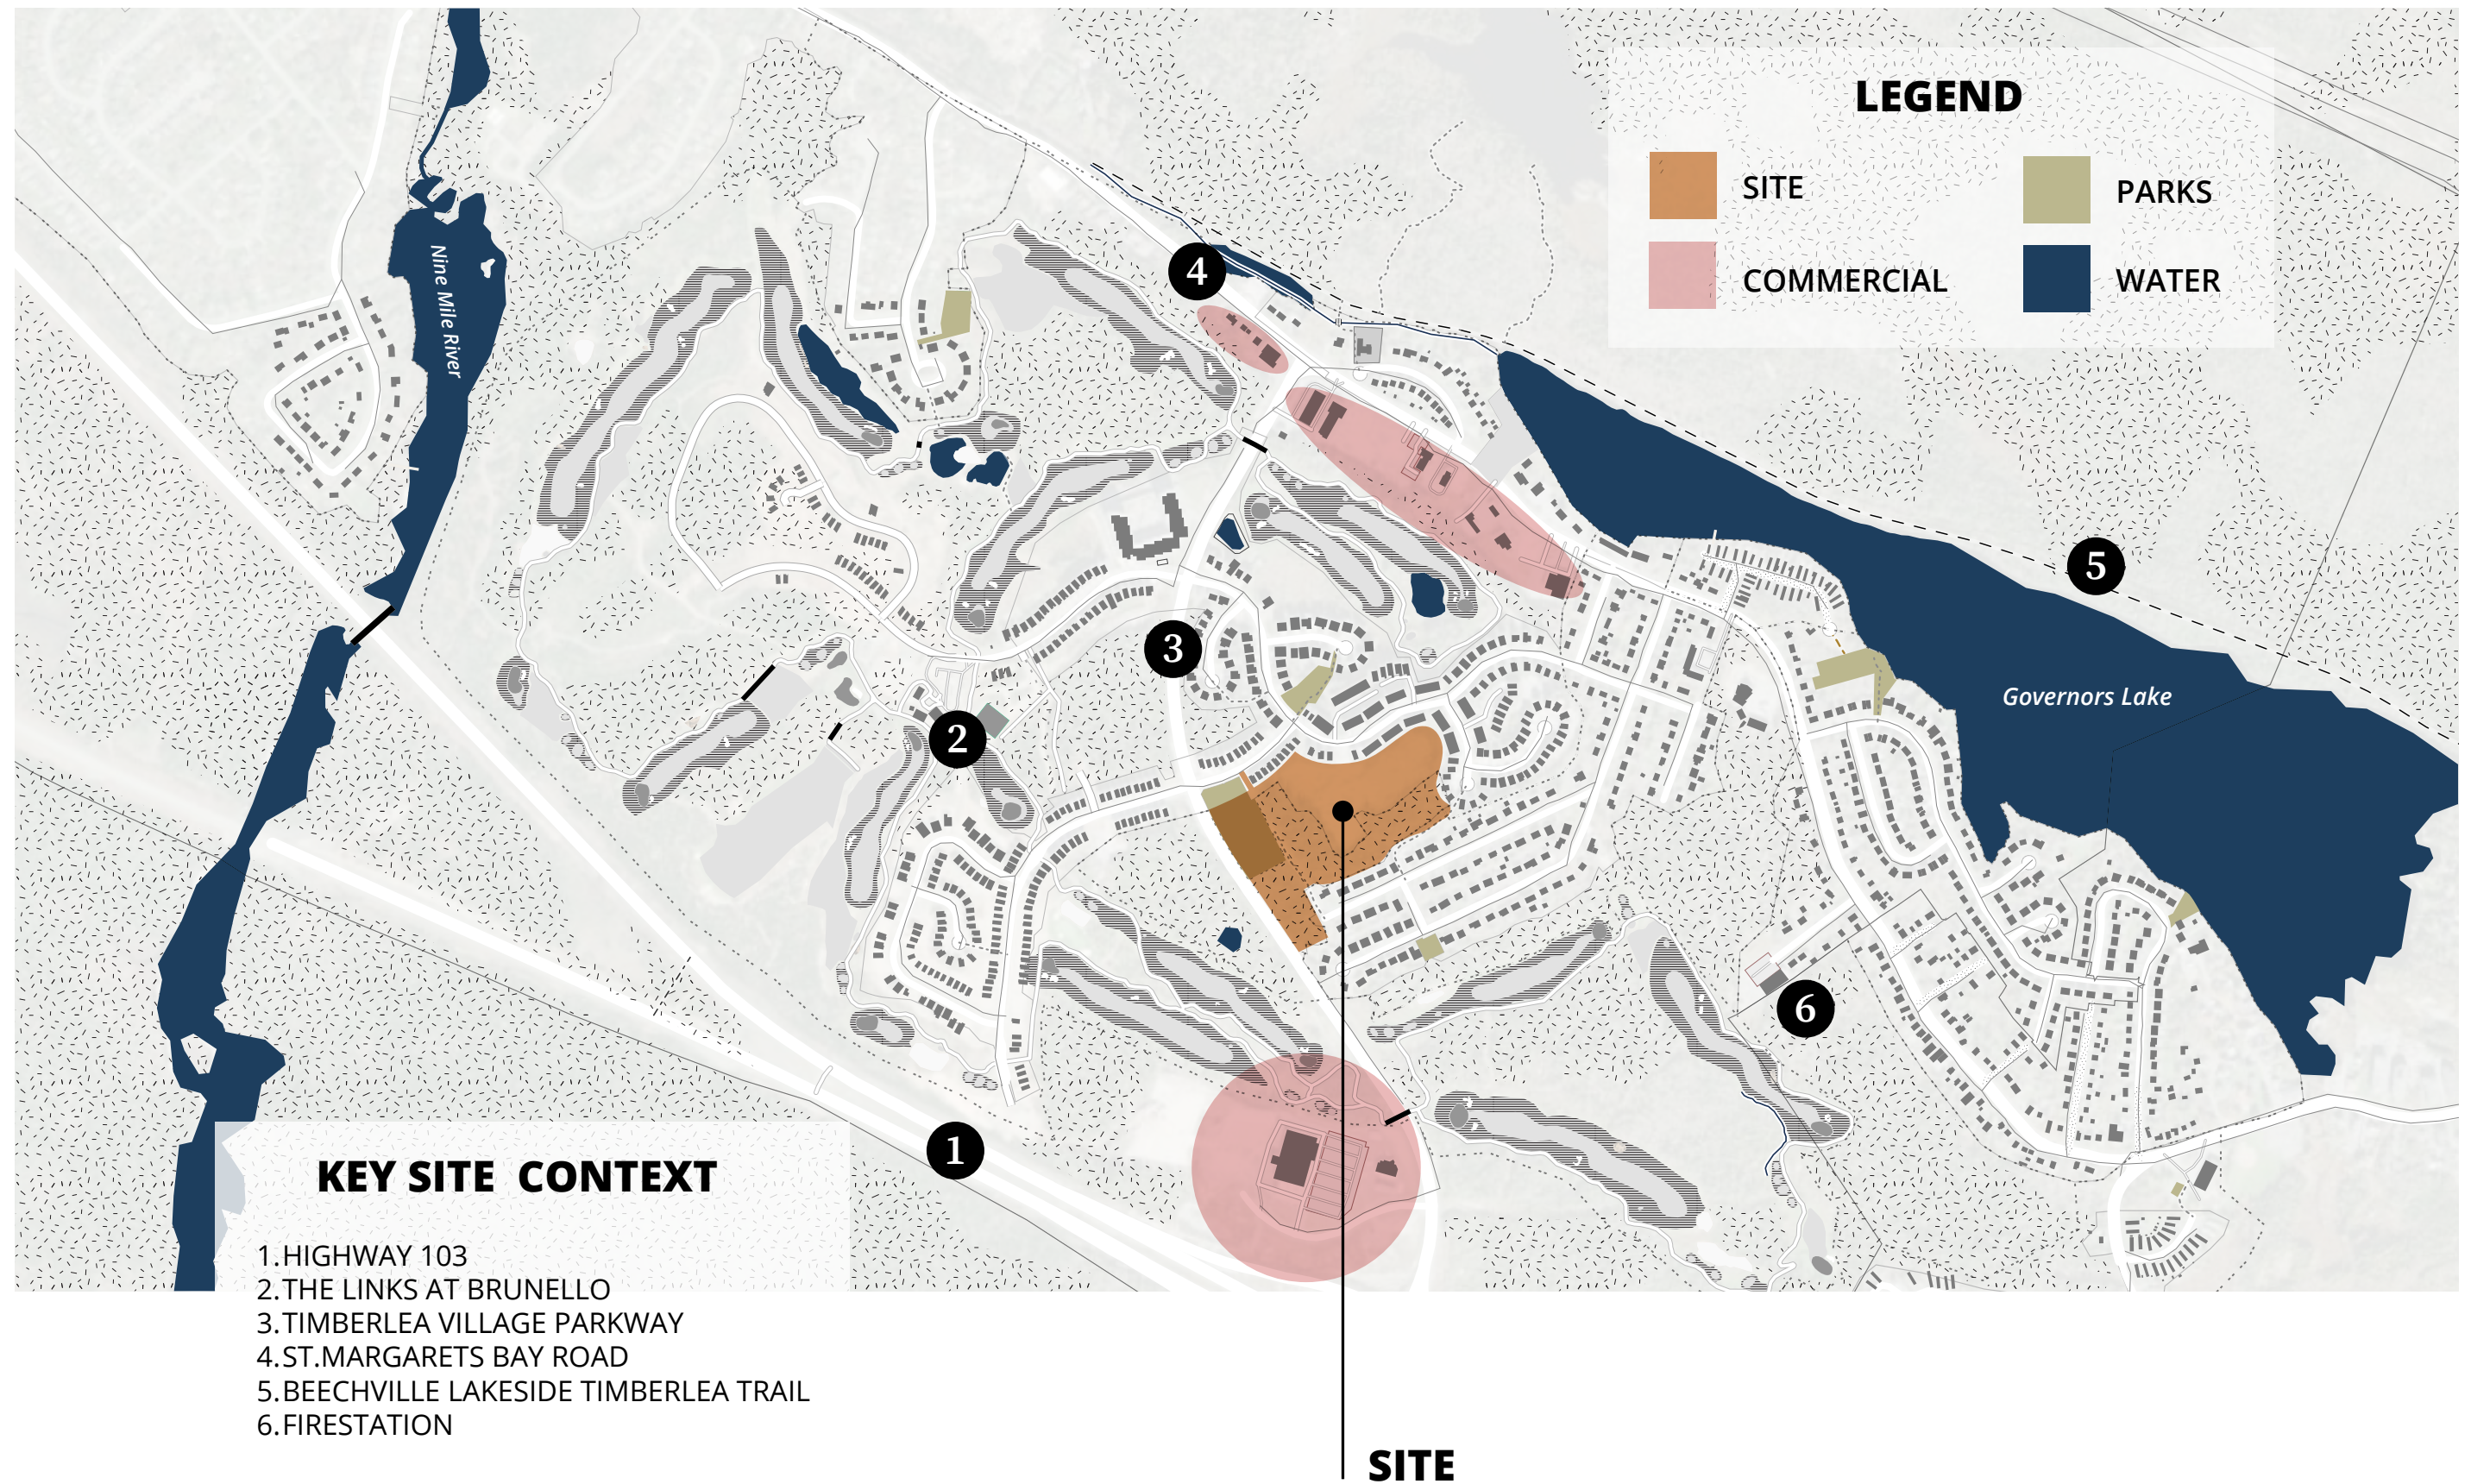 LEGEND
SITE
PARKS
COMMERCIAL
WATER
Nine Mile River
4
5
3
Governors Lake
2
6
1
KEY SITE CONTEXT
1.HIGHWAY 103
2.THE LINKS AT BRUNELLO
3.TIMBERLEA VILLAGE PARKWAY
4.ST.MARGARETS BAY ROAD
5.BEECHVILLE LAKESIDE TIMBERLEA TRAIL
6.FIRESTATION
SITE